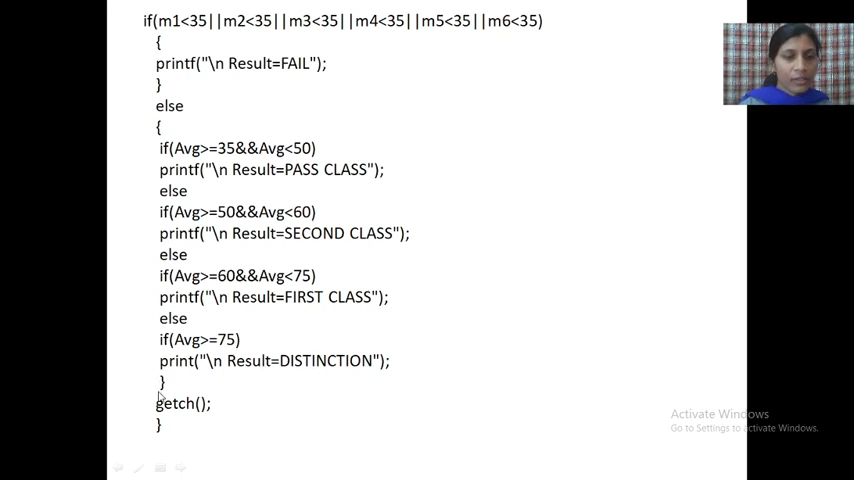 if(m1<35||m2<35||m3<35||m4<35||m5<35||m6<35)
{
printf("\n Result=FAIL");
}
else
{
if(Avg>=35&&Avg<50)
printf("\n Result=PASS CLASS");
else
if(Avg>=50&&Avg<60)
printf("\n Result=SECOND CLASS");
else
if(Avg>=60&&Avg<75)
printf("\n Result=FIRST CLASS");
else
if(Avg>=75)
print("\n Result=DISTINCTION");
}
getch();
}
Activate Windows
Go to Settings to activate Windows.